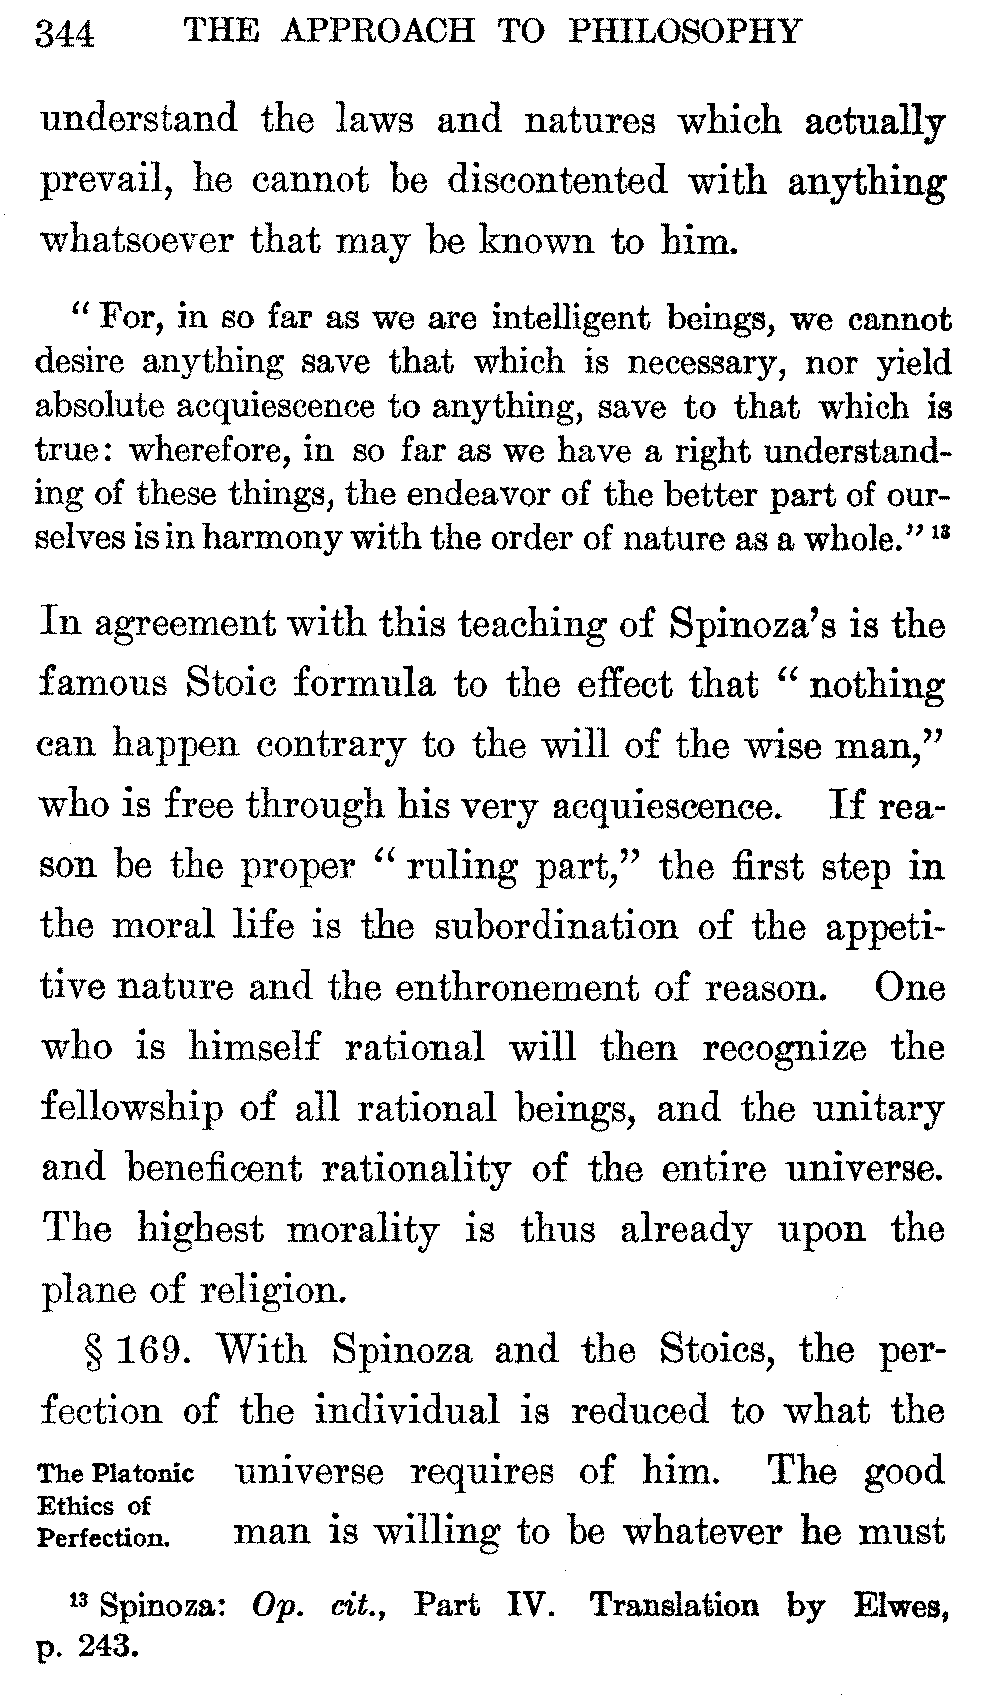 344 THE APPROACH TO PHILOSOPHY
understand the laws and natures which actually
prevail, he cannot be discontented with anything
whatsoever that may be known to him.
“ For, in so far as we are intelligent beings, we cannot
desire anything save that which is necessary, nor yield
absolute acquiescence to anything, save to that which is
true: wherefore, in so far as we have a right understand-
ing of these things, the endeavor of the better part of our-
selves is in harmony with the order of nature as a whole.” ¹³
In agreement with this teaching of Spinoza’s is the
famous Stoic formula to the effect that “ nothing
can happen contrary to the will of the wise man,”
who is free through his very acquiescence. If rea-
son be the proper “ ruling part,” the first step in
the moral life is the subordination of the appeti-
tive nature and the enthronement of reason. One
who is himself rational will then recognize the
fellowship of all rational beings, and the unitary
and beneficent rationality of the entire universe.
The highest morality is thus already upon the
plane of religion.
§ 169. With Spinoza and the Stoics, the per-
fection of the individual is reduced to what the
The Platonic
Ethics of
Perfection.
universe requires of him. The good
man is willing to be whatever he must
¹³ Spinoza: Op. cit., Part IV. Translation by Elwes,
p. 243.